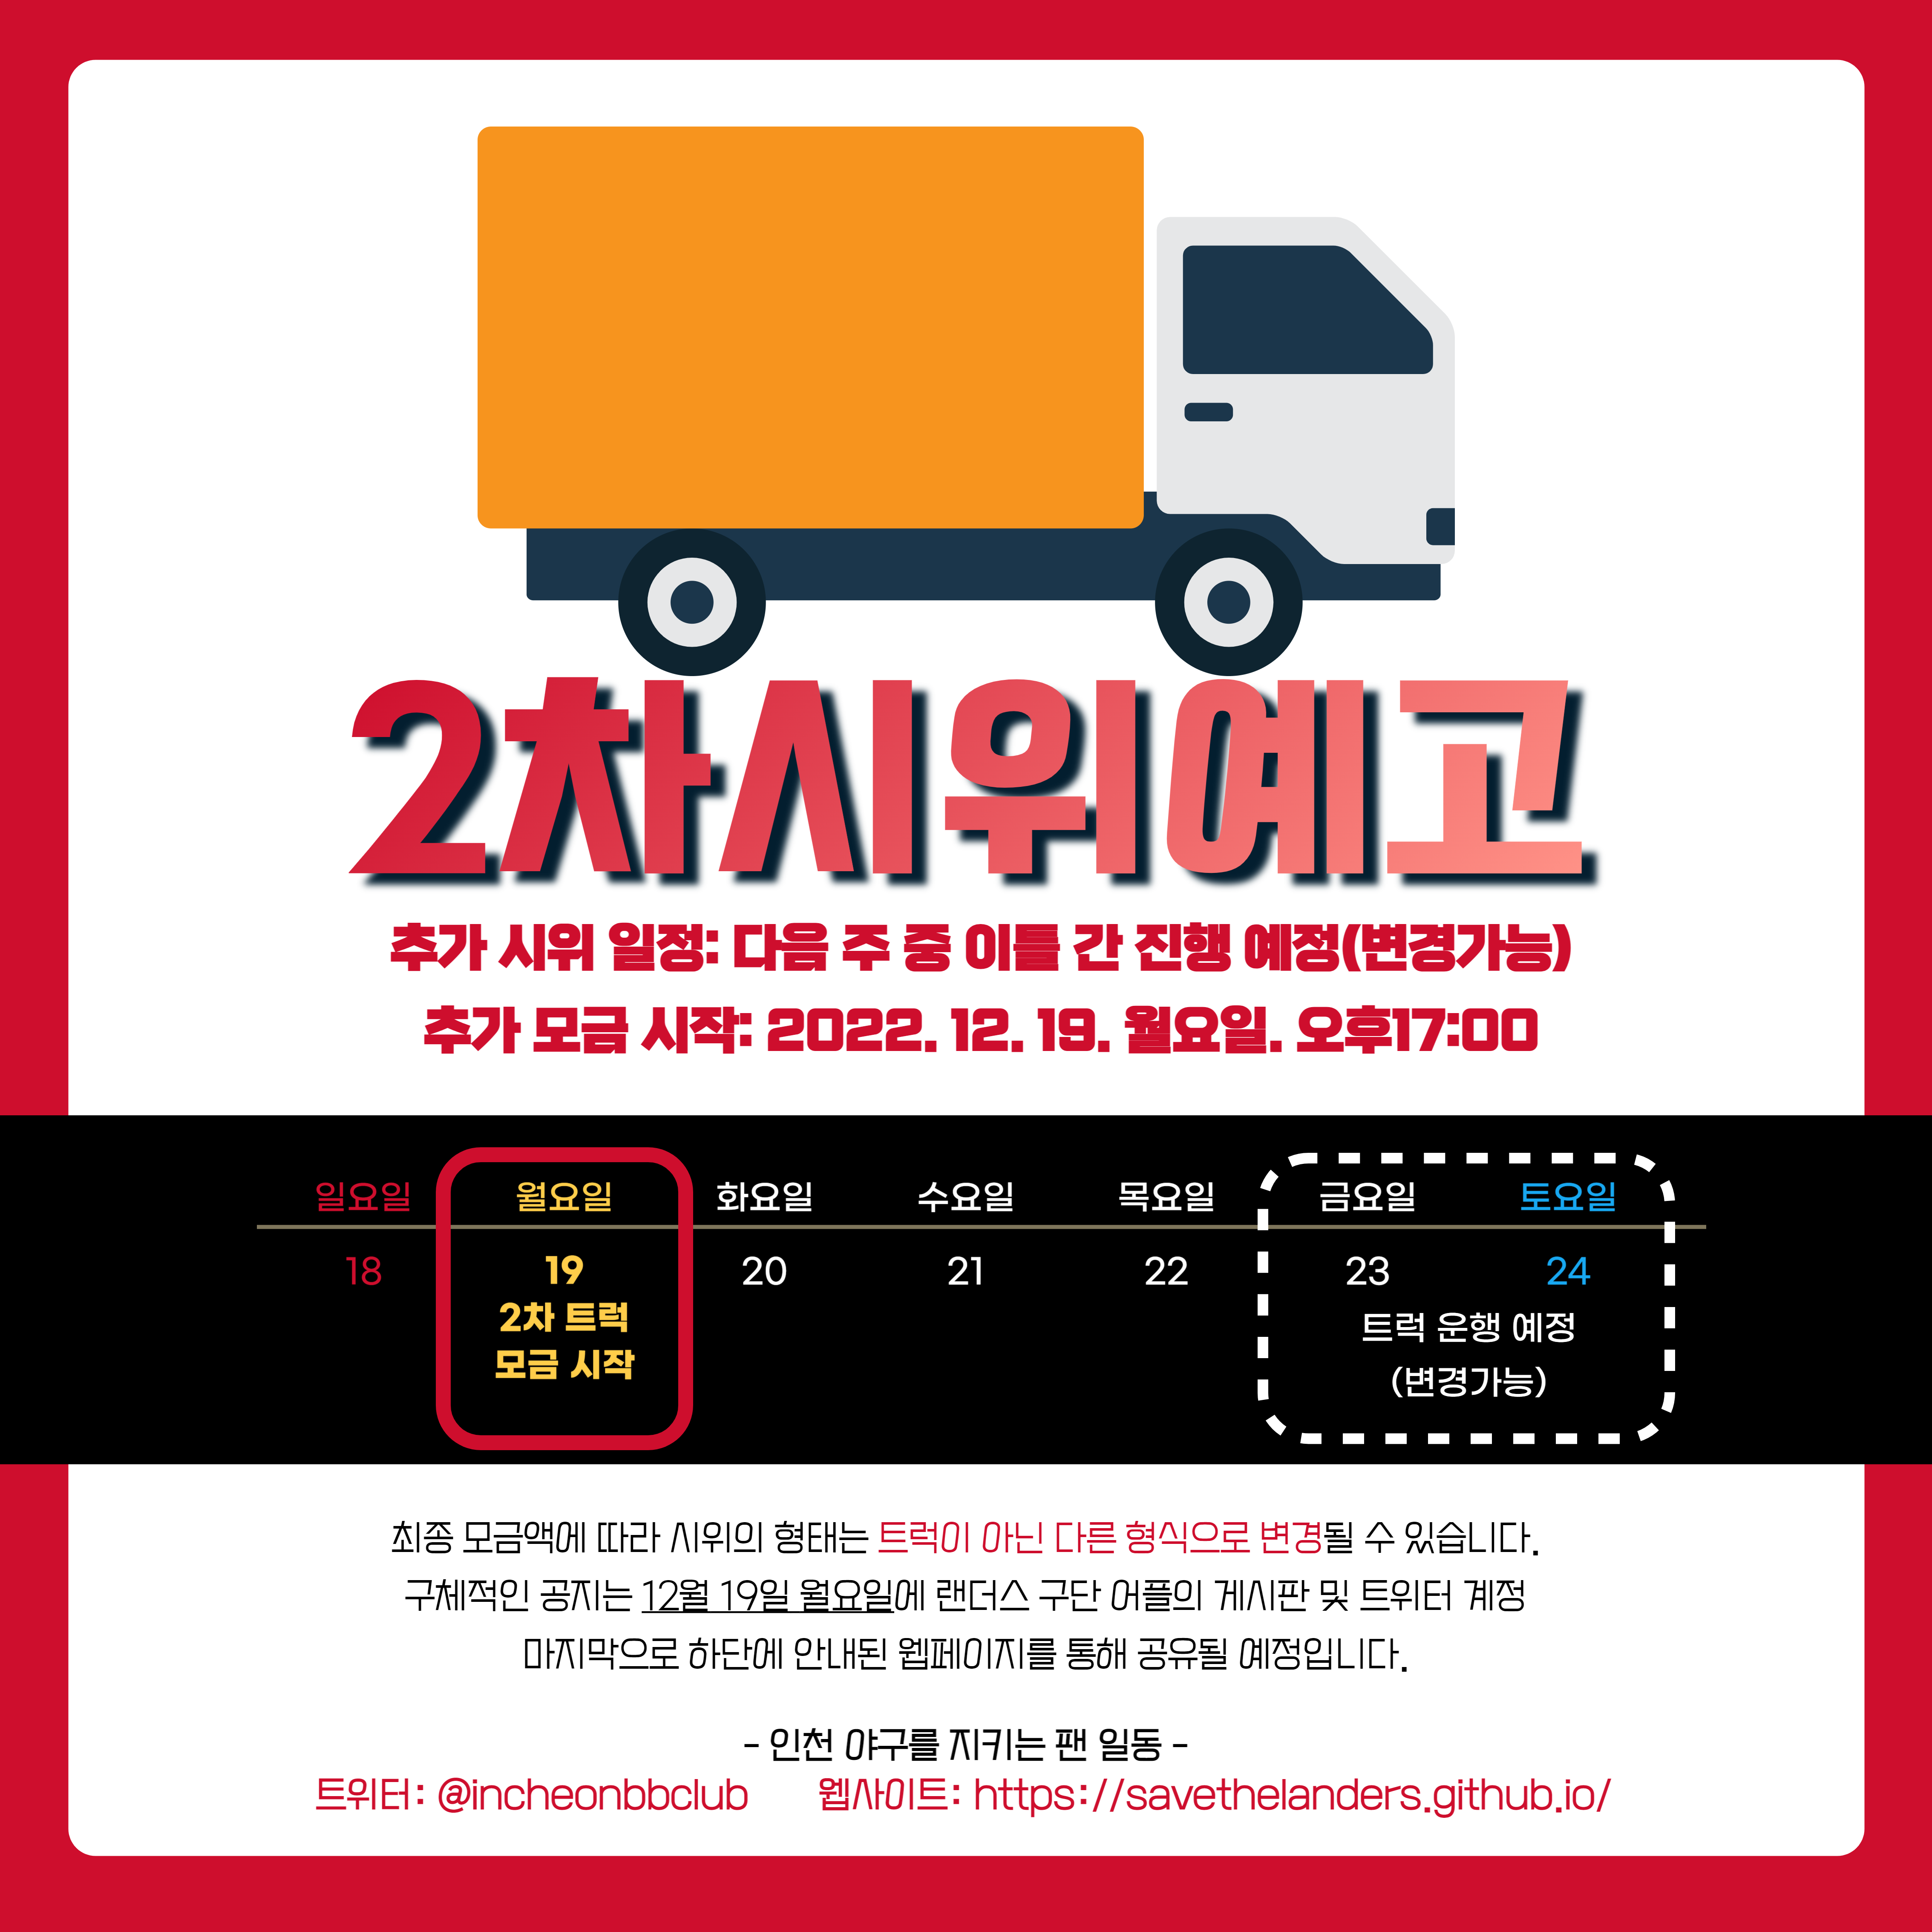 2차시위예고
추가 시위 일정: 다음 주 중 이틀 간 진행 예정(변경가능)
추가 모금 시작: 2022. 12. 19. 월요일. 오후17:00
일요일 월요일 화요일 수요일 목요일 금요일 토요일
18 19 20 21 22 23 24
2차 트럭
모금 시작
트럭 운행 예정
(변경가능)
최종 모금액에 따라 시위의 형태는 트럭이 아닌 다른 형식으로 변경될 수 있습니다.
구체적인 공지는 12월 19일 월요일에 랜더스 구단 어플의 게시판 및 트위터 계정
마지막으로 하단에 안내된 웹페이지를 통해 공유될 예정입니다.
- 인천 야구를 지키는 팬 일동 -
트위터: @incheonbbclub 웹사이트: https://savethelanders.github.io/